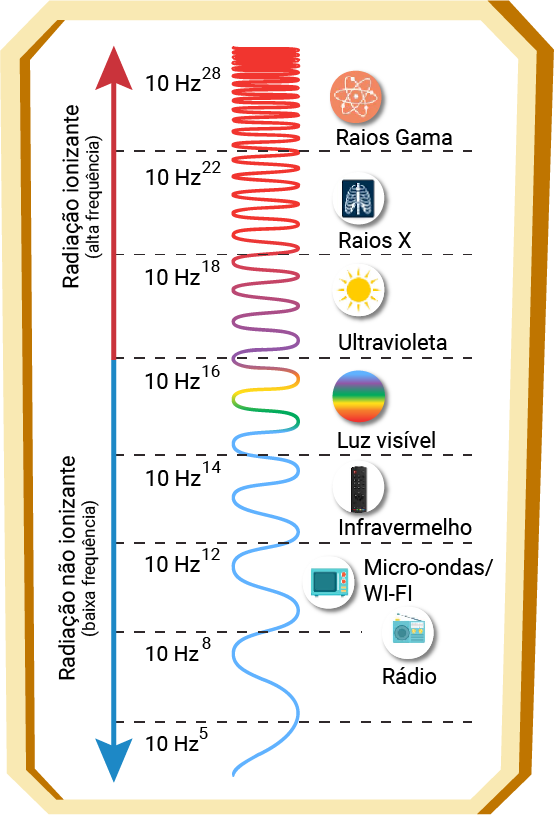 10 Hz28
Raios Gama
10 Hz22
Raios X
10 Hz18
Ultravioleta
10 Hz16
Luz visível
10 Hz14
Infravermelho
10 Hz12
Micro-ondas/
WI-FI
10 Hz8
Rádio
10 Hz5
Radiação ionizante
(alta frequência)
Radiação não ionizante
(baixa frequência)